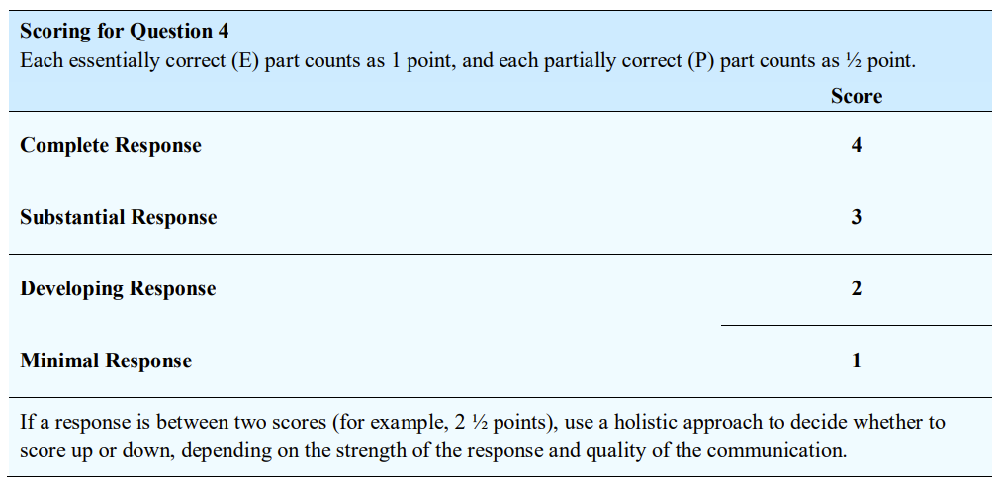 Scoring for Question 4
Each essentially correct (E) part counts as 1 point, and each partially correct (P) part counts as ½ point.
Score
Complete Response 4
Substantial Response 3
Developing Response 2
Minimal Response 1
If a response is between two scores (for example, 2 ½ points), use a holistic approach to decide whether to
score up or down, depending on the strength of the response and quality of the communication.